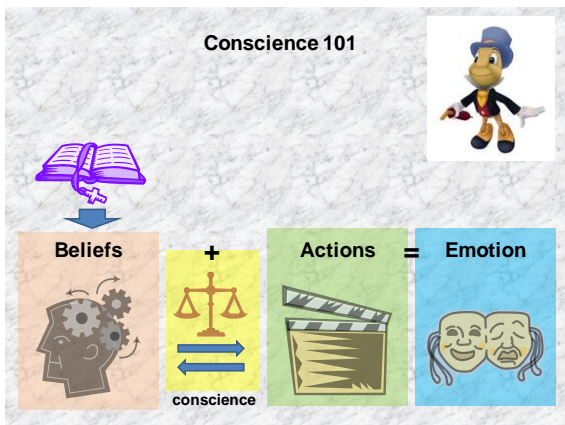 Conscience 101
Beliefs + Actions = Emotion
conscience